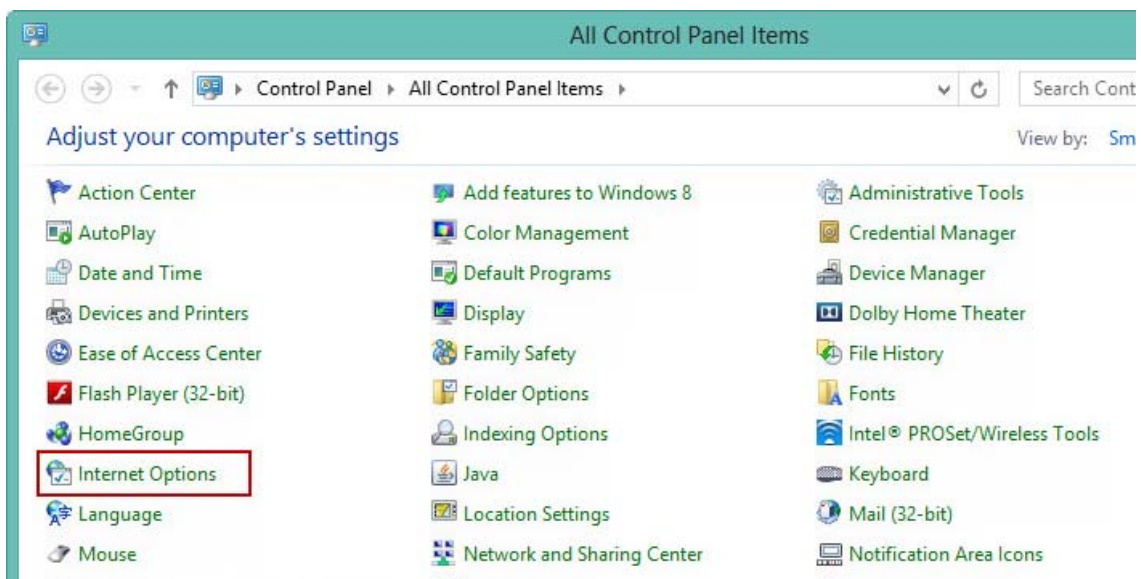 All Control Panel Items
Control Panel All Control Panel Items Search Cont
Adjust your computer's settings View by: Sm
Action Center Add features to Windows 8 Administrative Tools
AutoPlay Color Management Credential Manager
Date and Time Default Programs Device Manager
Devices and Printers Display Dolby Home Theater
Ease of Access Center Family Safety File History
Flash Player (32-bit) Folder Options Fonts
HomeGroup Indexing Options Intel® PROSet/Wireless Tools
Internet Options Java Keyboard
Language Location Settings Mail (32-bit)
Mouse Network and Sharing Center Notification Area Icons